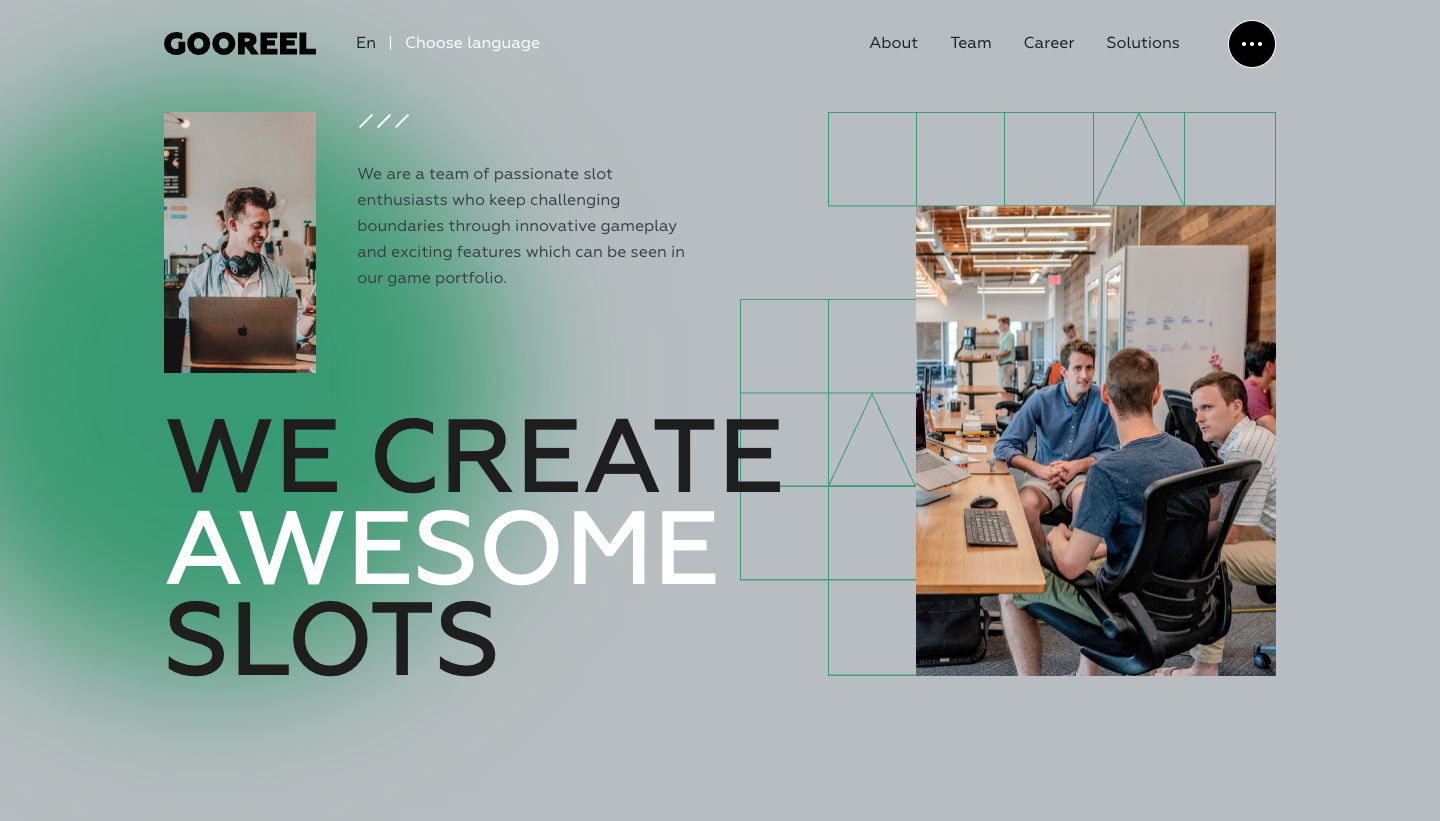 GOOREEL
En | Choose language
About
Team
Career
Solutions
We are a team of passionate slot
enthusiasts who keep challenging
boundaries through innovative gameplay
and exciting features which can be seen in
our game portfolio.
WE CREATE
AWESOME
SLOTS